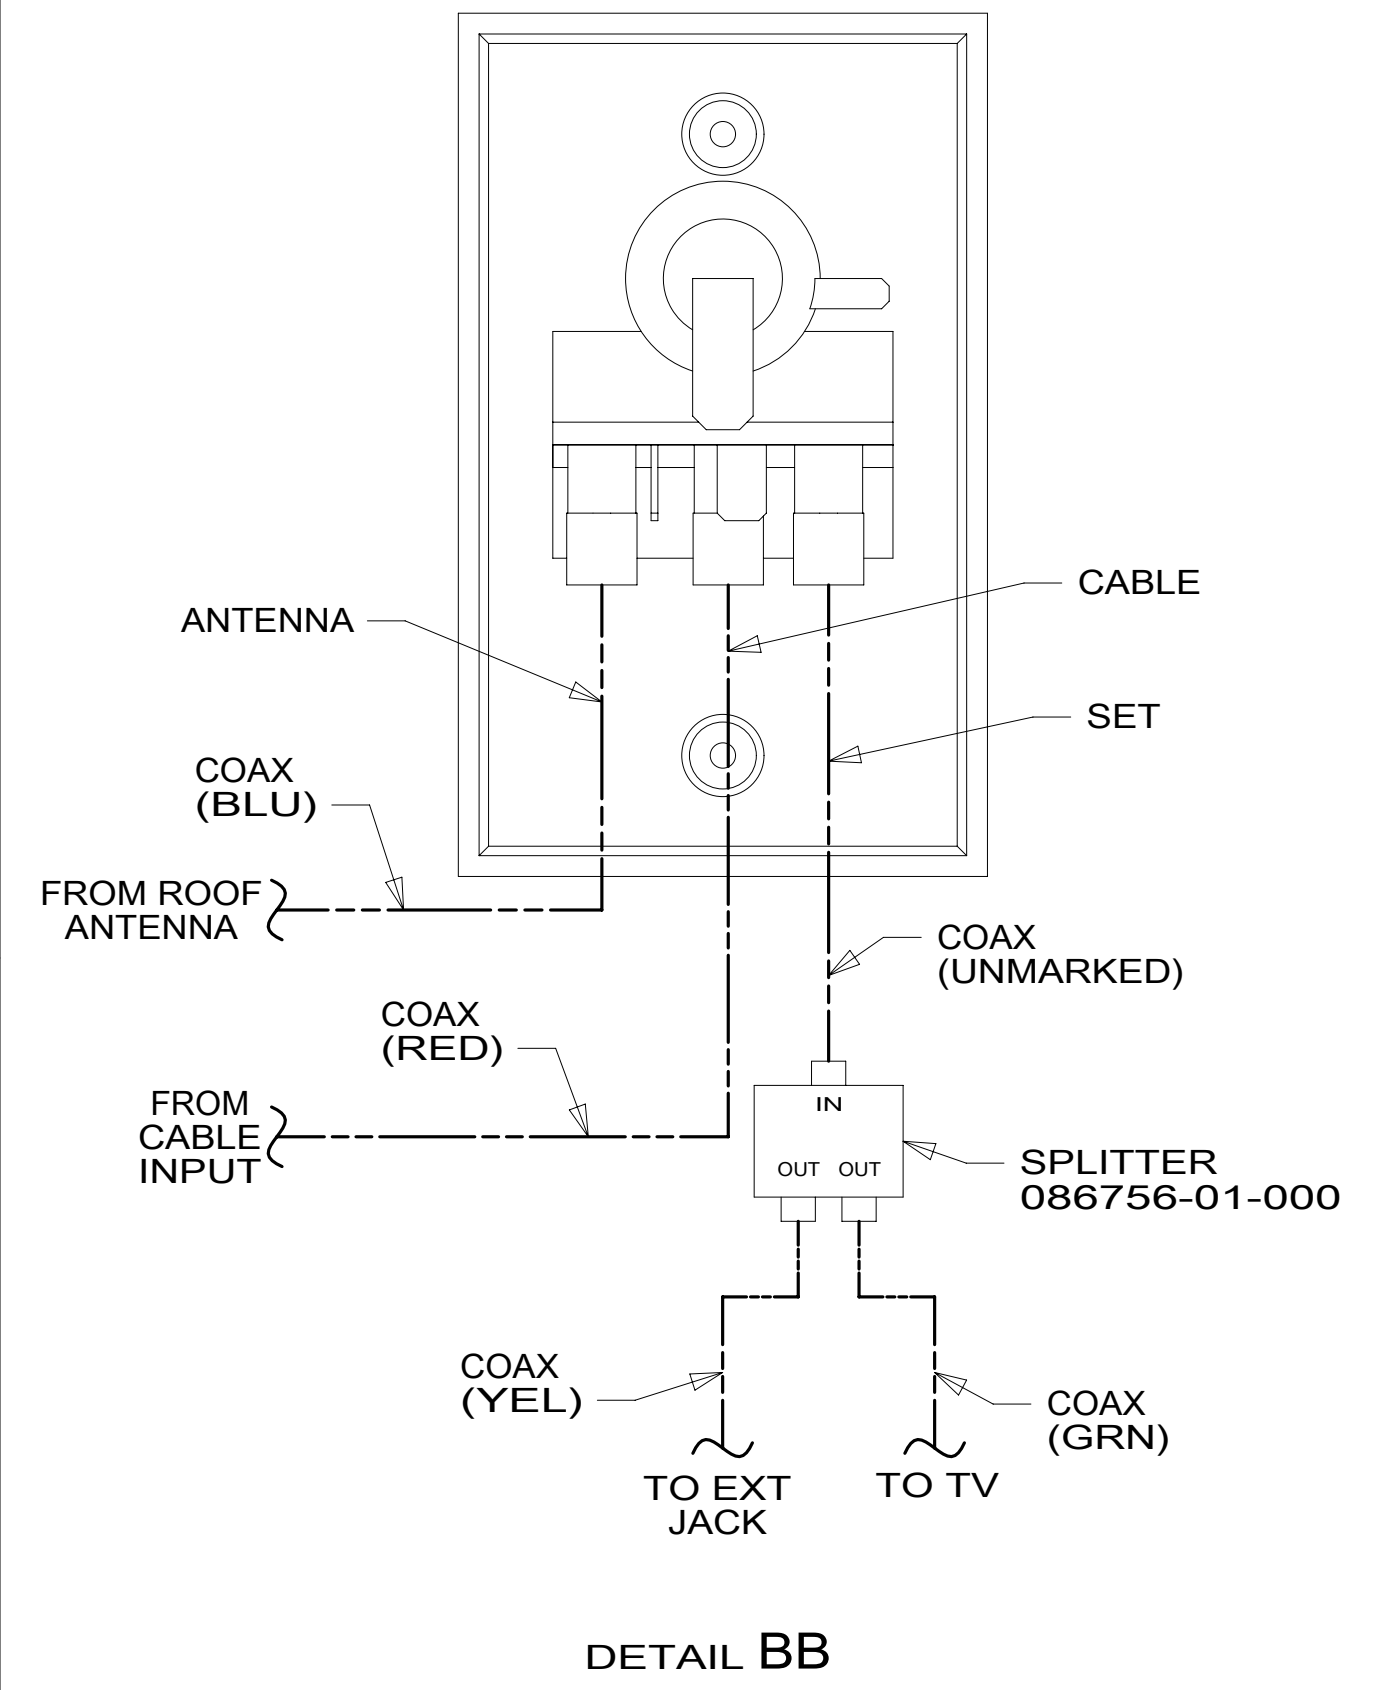 CABLE
ANTENNA
SET
COAX
(BLU)
FROM ROOF
ANTENNA
COAX
(UNMARKED)
COAX
(RED)
FROM
CABLE
INPUT
IN
OUT OUT
SPLITTER
086756-01-000
COAX
(YEL)
COAX
(GRN)
TO EXT
JACK
TO TV
DETAIL BB